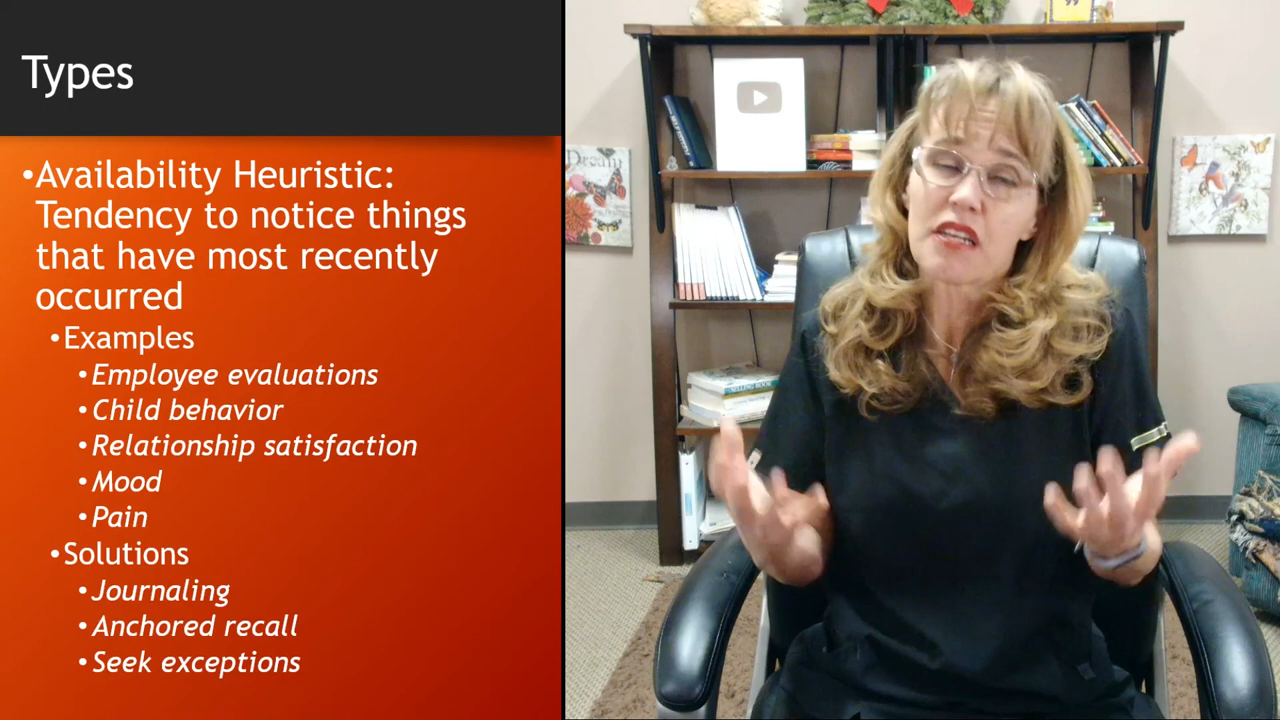 Types
•Availability Heuristic:
Tendency to notice things
that have most recently
occurred
•Examples
•Employee evaluations
•Child behavior
•Relationship satisfaction
•Mood
•Pain
•Solutions
•Journaling
•Anchored recall
•Seek exceptions
Dream